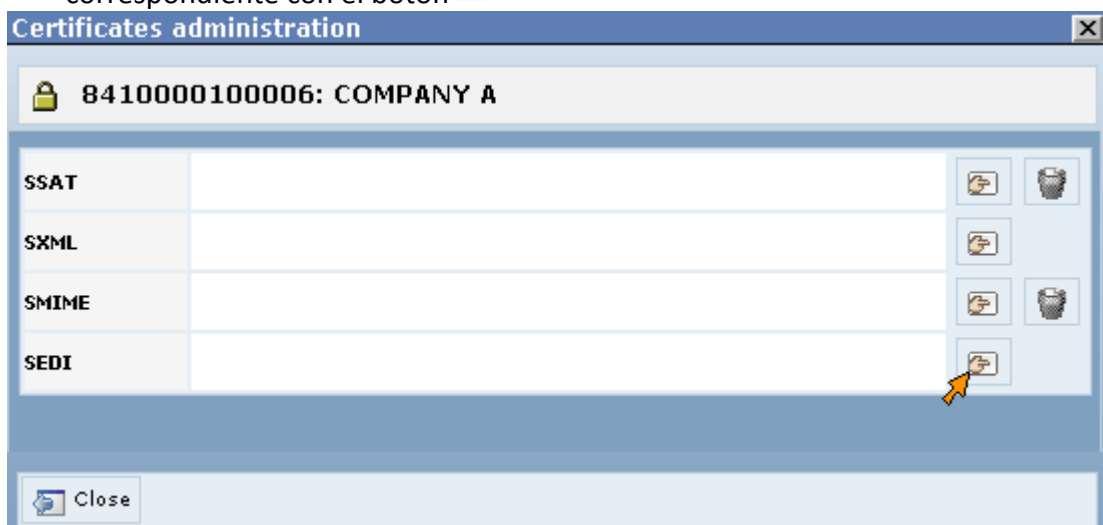 correspondiente con el botón
Certificates administration
8410000100006: COMPANY A
SSAT
SXML
SMIME
SEDI
Close